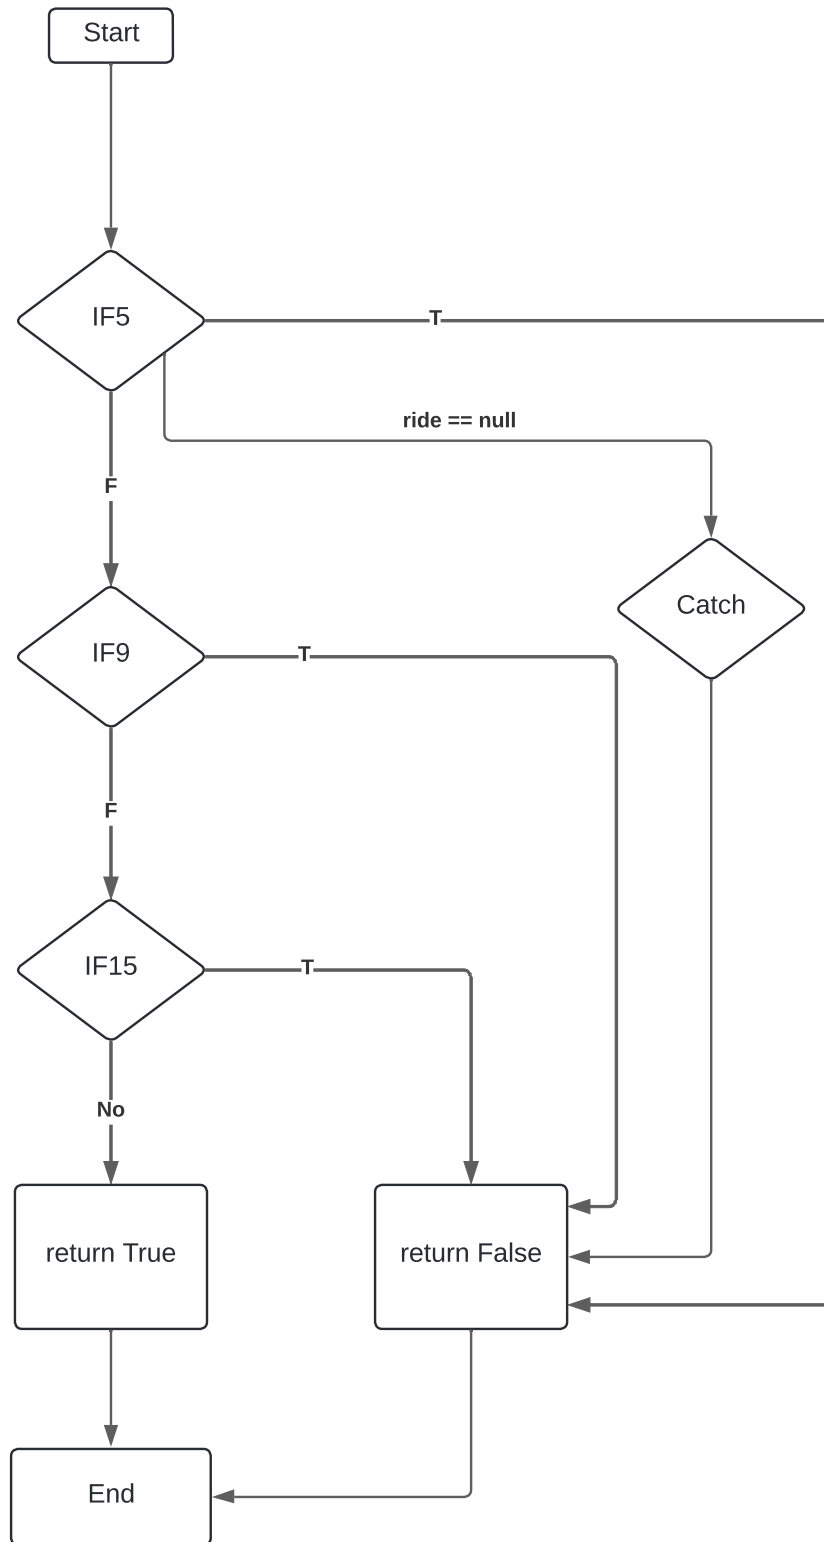 Start
IF5
T
ride == null
F
Catch
IF9
T
F
IF15
T
No
return True
return False
End